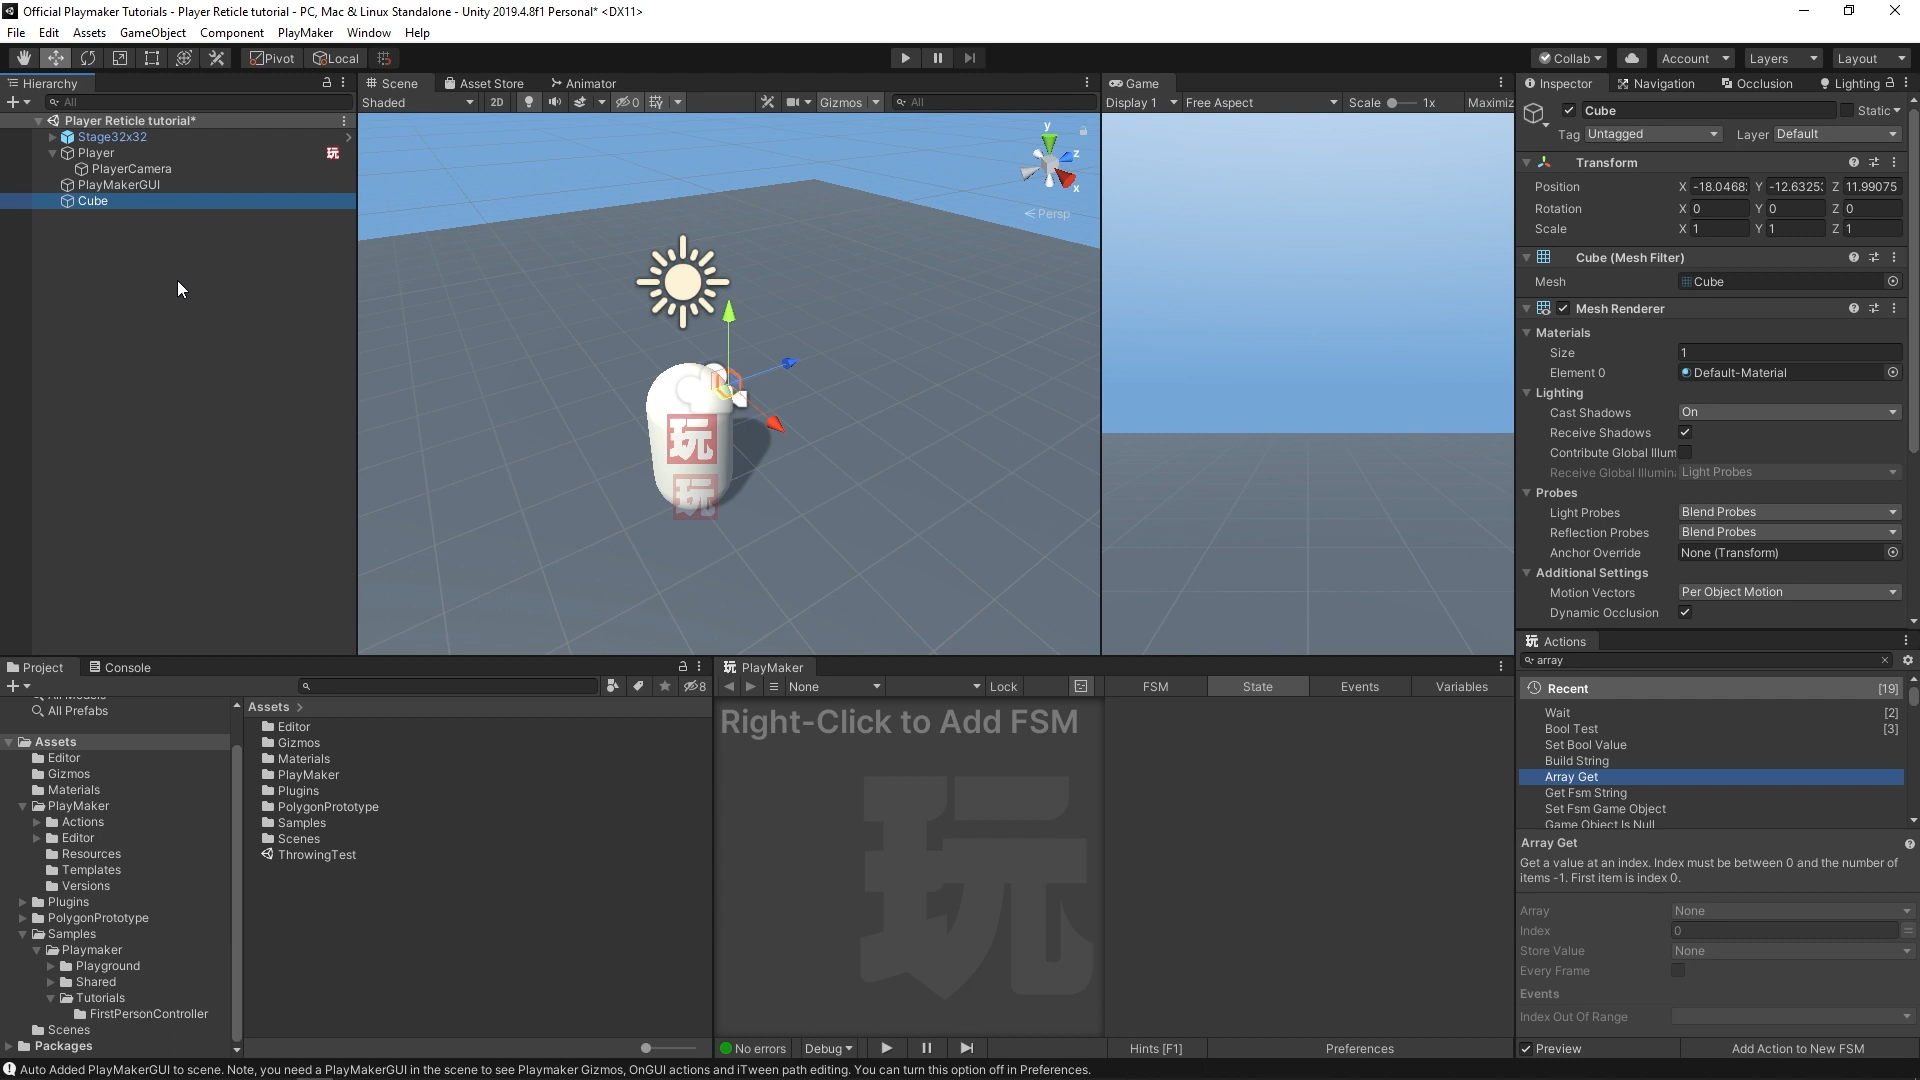 Official Playmaker Tutorials - Player Reticle tutorial - PC, Mac & Linux Standalone - Unity 2019.4.8f1 Personal* <DX11>
File Edit Assets GameObject Component PlayMaker Window Help
Pivot Local Collab Account Layers Layout
Hierarchy
All
Player Reticle tutorial*
Stage32x32
Player 玩
PlayerCamera
PlayMakerGUI
Cube
Scene Asset Store Animator
Shaded 2D 0 Gizmos All
y
z
x
Persp
玩
玩
Game
Display 1 Free Aspect Scale 1x Maximiz
Inspector Navigation Occlusion Lighting
Cube Static
Tag Untagged Layer Default
Transform
Position X -18.0468 Y -12.6325 Z 11.99075
Rotation X 0 Y 0 Z 0
Scale X 1 Y 1 Z 1
Cube (Mesh Filter)
Mesh Cube
Mesh Renderer
Materials
Size 1
Element 0 Default-Material
Lighting
Cast Shadows On
Receive Shadows
Contribute Global Illum
Receive Global Illumin Light Probes
Probes
Light Probes Blend Probes
Reflection Probes Blend Probes
Anchor Override None (Transform)
Additional Settings
Motion Vectors Per Object Motion
Dynamic Occlusion
Project Console
8
All Prefabs
Assets
Editor
Gizmos
Materials
PlayMaker
Actions
Editor
Resources
Templates
Versions
Plugins
PolygonPrototype
Samples
Playmaker
Playground
Shared
Tutorials
FirstPersonController
Scenes
Packages
Assets >
Editor
Gizmos
Materials
PlayMaker
Plugins
PolygonPrototype
Samples
Scenes
ThrowingTest
玩 PlayMaker
None Lock FSM State Events Variables
Right-Click to Add FSM
玩
No errors Debug Hints [F1] Preferences
玩 Actions
array
Recent [19]
Wait [2]
Bool Test [3]
Set Bool Value
Build String
Array Get
Get Fsm String
Set Fsm Game Object
Game Object Is Null
Array Get
Get a value at an index. Index must be between 0 and the number of
items -1. First item is index 0.
Array None
Index 0
Store Value None
Every Frame
Events
Index Out Of Range
Preview Add Action to New FSM
Auto Added PlayMakerGUI to scene. Note, you need a PlayMakerGUI in the scene to see Playmaker Gizmos, OnGUI actions and iTween path editing. You can turn this option off in Preferences.